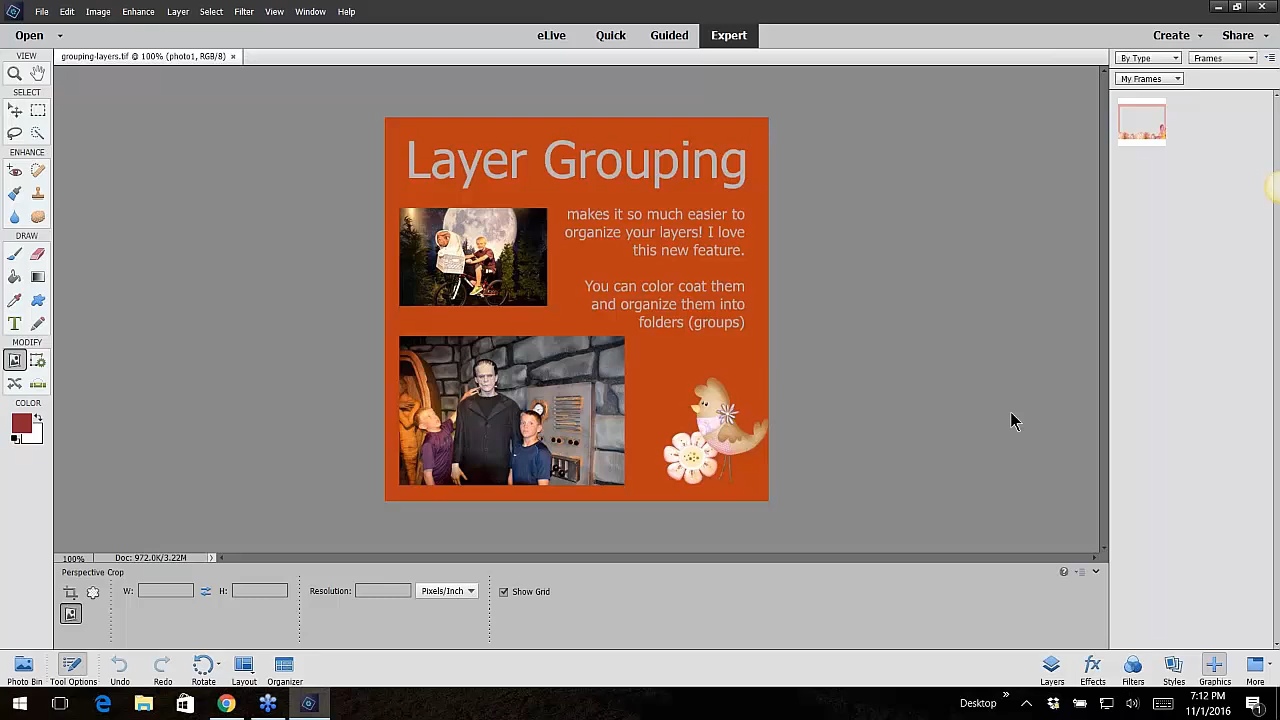 File Edit Image Enhance Layer Select Filter View Window Help
Open eLive Quick Guided Expert Create Share
VIEW grouping-layers.tif @ 100% (photo1, RGB/8) × By Type Frames
My Frames
SELECT
ENHANCE
DRAW
MODIFY
COLOR
Layer Grouping
makes it so much easier to
organize your layers! I love
this new feature.
You can color coat them
and organize them into
folders (groups)
100% Doc: 972.0K/3.22M
Perspective Crop
W: H: Resolution: Pixels/Inch Show Grid
Photo Bin Tool Options Undo Redo Rotate Layout Organizer Layers Effects Filters Styles Graphics More
Desktop » 7:12 PM
11/1/2016